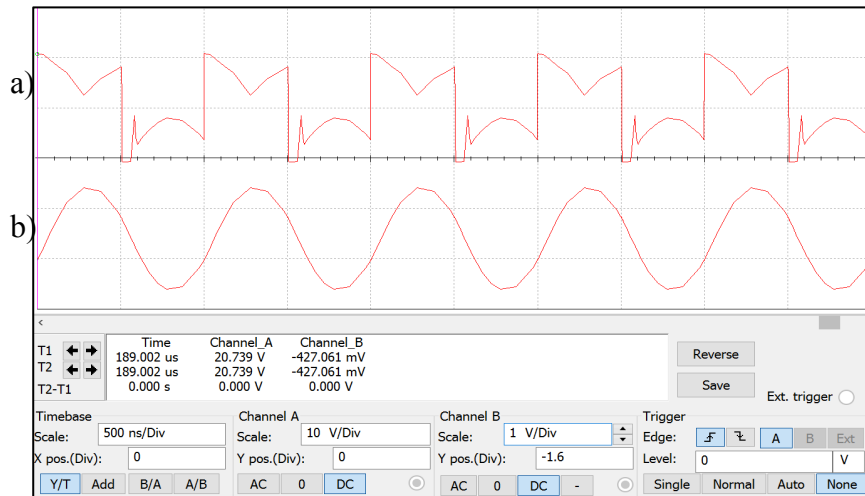 a)
b)
<
Time Channel_A Channel_B
T1 189.002 us 20.739 V -427.061 mV
T2 189.002 us 20.739 V -427.061 mV
T2-T1 0.000 s 0.000 V 0.000 V
Reverse
Save
Ext. trigger
Timebase Channel A Channel B Trigger
Scale: 500 ns/Div Scale: 10 V/Div Scale: 1 V/Div Edge: A B Ext
X pos.(Div): 0 Y pos.(Div): 0 Y pos.(Div): -1.6 Level: 0 V
Y/T Add B/A A/B AC 0 DC AC 0 DC - Single Normal Auto None